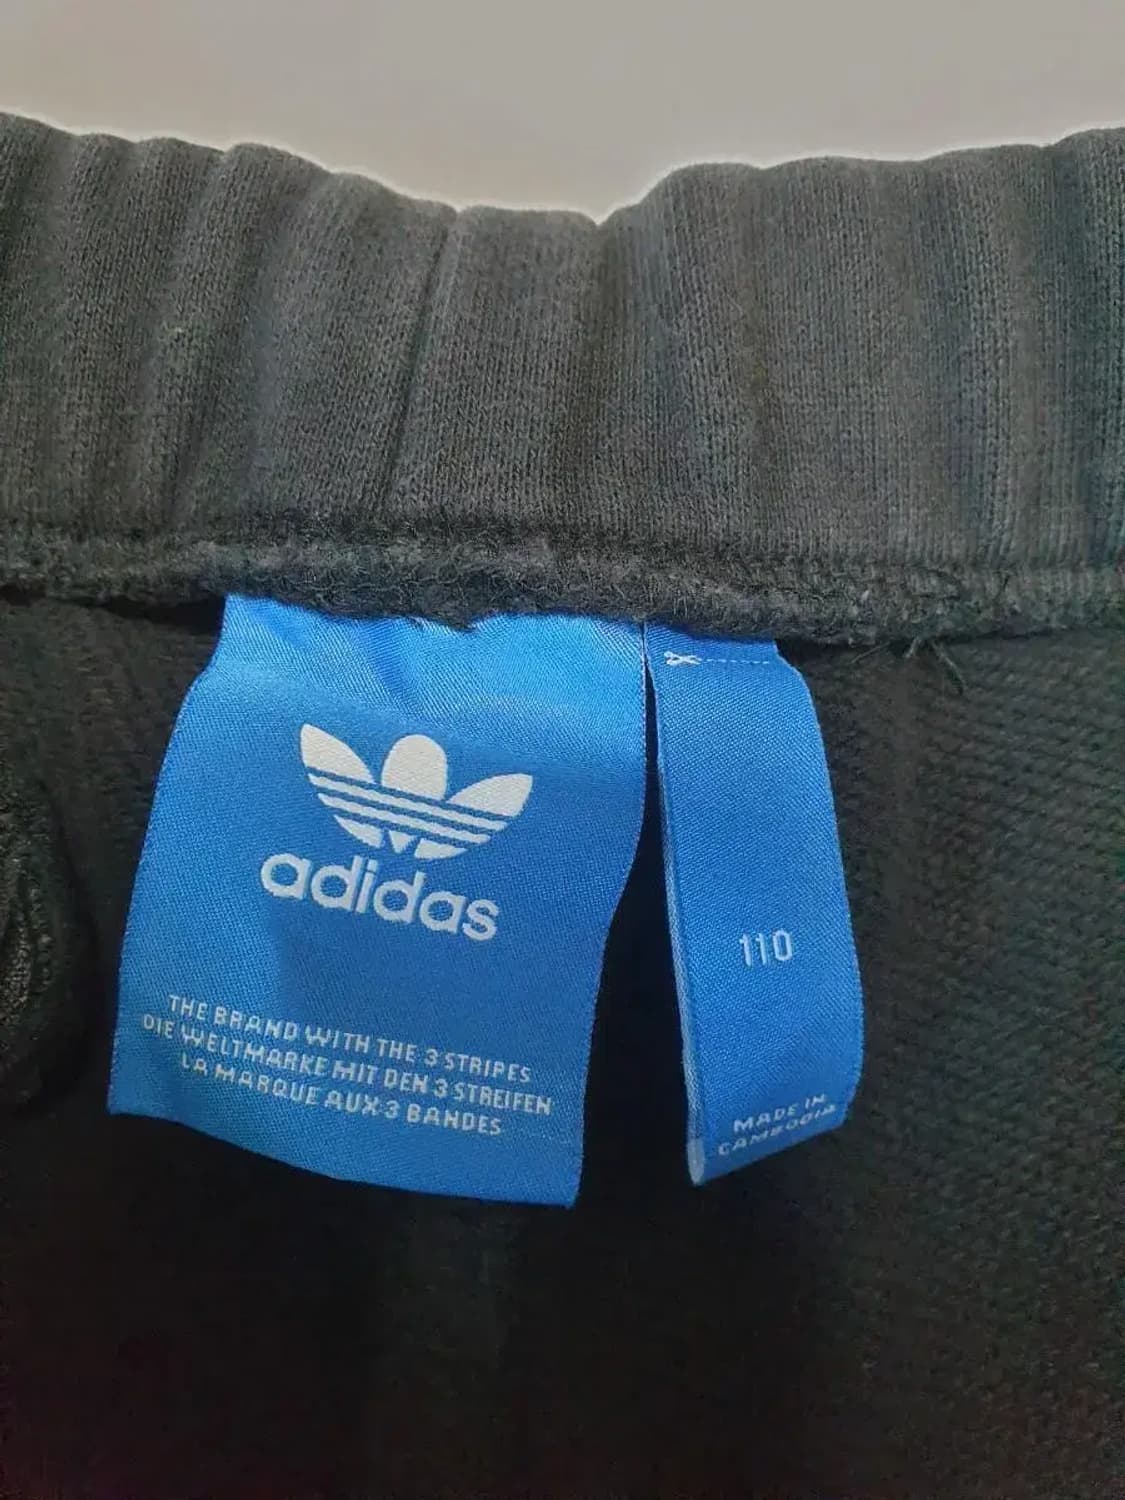 adidas
THE BRAND WITH THE 3 STRIPES
DIE WELTMARKE MIT DEN 3 STREIFEN
LA MARQUE AUX 3 BANDES
110
MADE IN
CAMBODIA